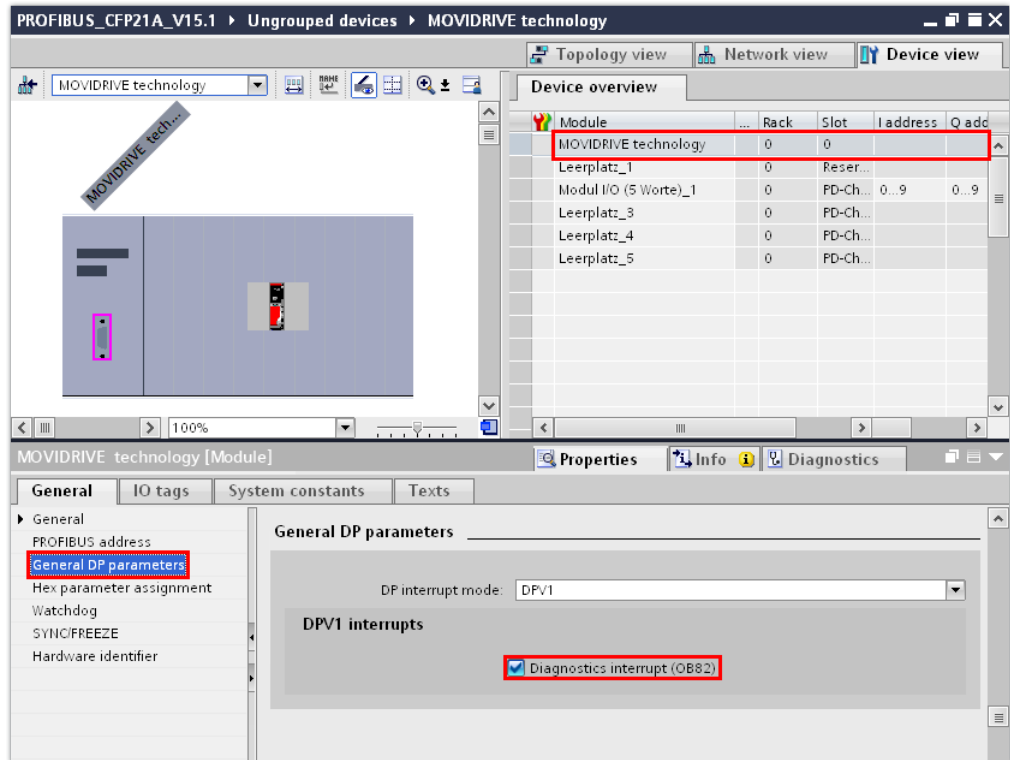 PROFIBUS_CFP21A_V15.1 ▸ Ungrouped devices ▸ MOVIDRIVE technology
Topology view Network view Device view
MOVIDRIVE technology
Device overview
Module ... Rack Slot I address Q add
MOVIDRIVE technology 0 0
Leerplatz_1 0 Reser...
Modul I/O (5 Worte)_1 0 PD-Ch... 0...9 0...9
Leerplatz_3 0 PD-Ch...
Leerplatz_4 0 PD-Ch...
Leerplatz_5 0 PD-Ch...
MOVIDRIVE tech...
100%
MOVIDRIVE technology [Module]
Properties Info Diagnostics
General IO tags System constants Texts
General
PROFIBUS address
General DP parameters
Hex parameter assignment
Watchdog
SYNC/FREEZE
Hardware identifier
General DP parameters
DP interrupt mode: DPV1
DPV1 interrupts
Diagnostics interrupt (OB82)